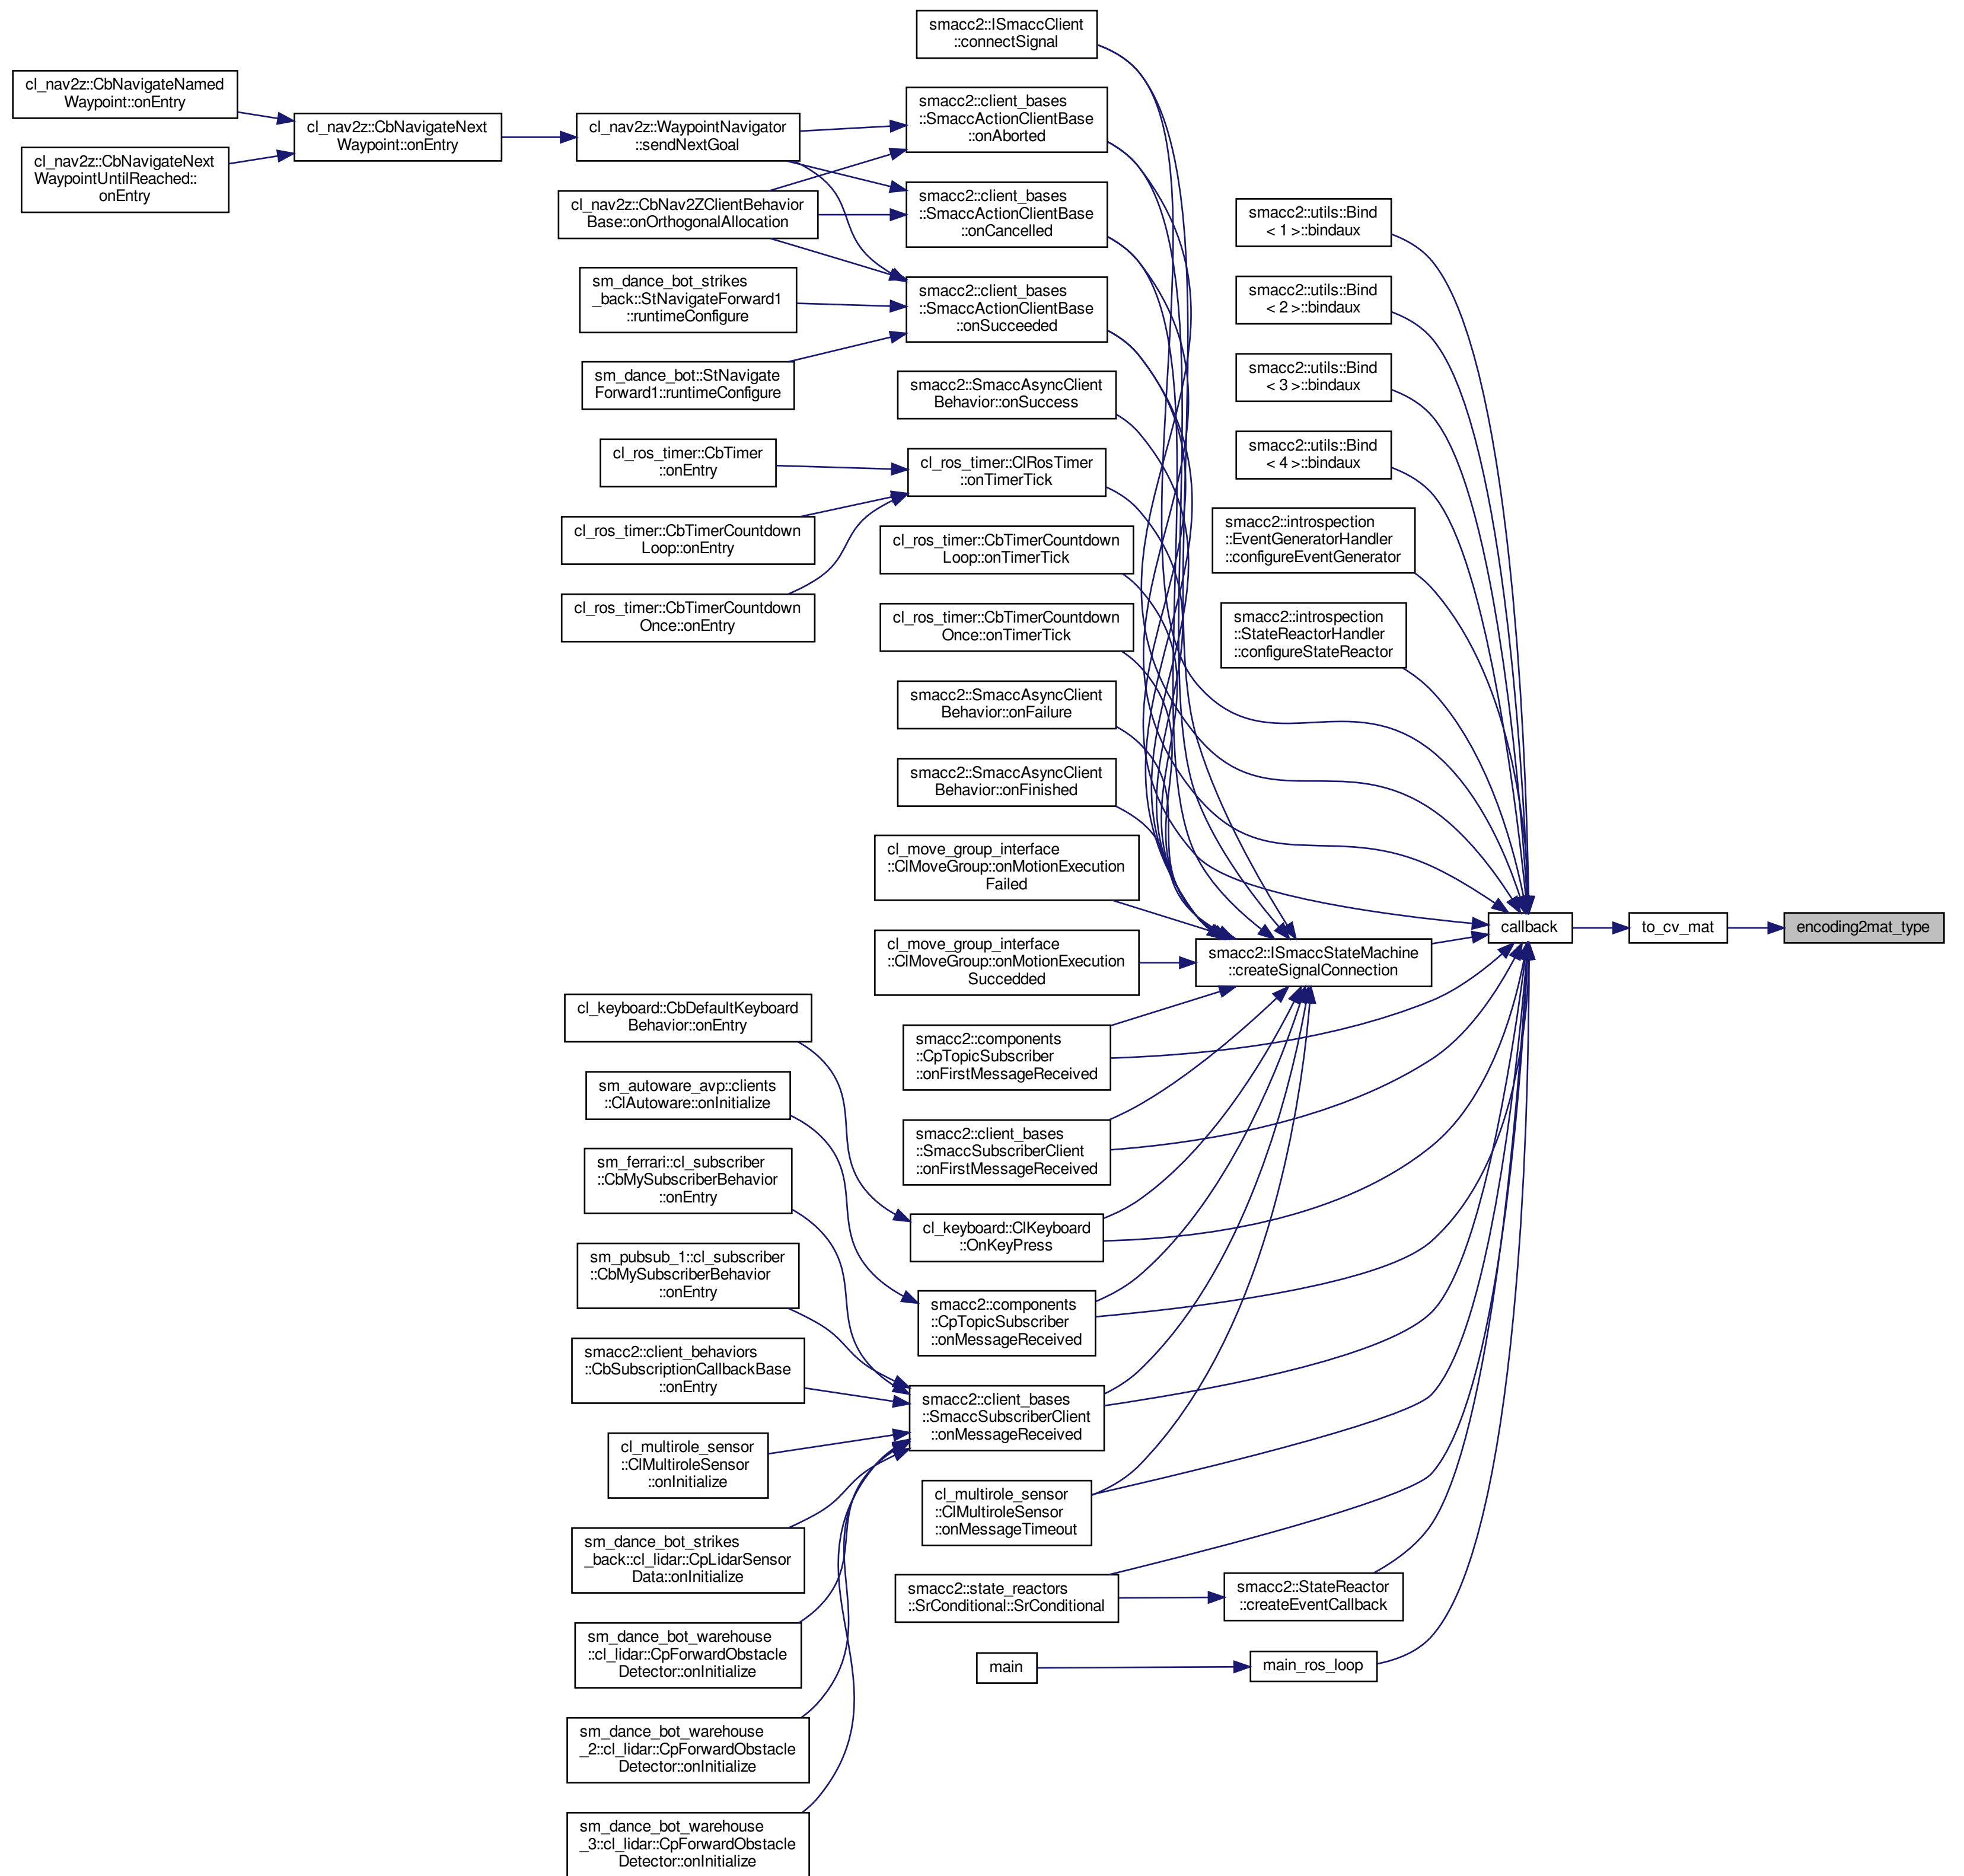 smacc2::ISmaccClient
::connectSignal
cl_nav2z::CbNavigateNamed
Waypoint::onEntry
cl_nav2z::CbNavigateNext
WaypointUntilReached::
onEntry
cl_nav2z::CbNavigateNext
Waypoint::onEntry
cl_nav2z::WaypointNavigator
::sendNextGoal
cl_nav2z::CbNav2ZClientBehavior
Base::onOrthogonalAllocation
sm_dance_bot_strikes
_back::StNavigateForward1
::runtimeConfigure
sm_dance_bot::StNavigate
Forward1::runtimeConfigure
cl_ros_timer::CbTimer
::onEntry
cl_ros_timer::CbTimerCountdown
Loop::onEntry
cl_ros_timer::CbTimerCountdown
Once::onEntry
cl_keyboard::CbDefaultKeyboard
Behavior::onEntry
sm_autoware_avp::clients
::ClAutoware::onInitialize
sm_ferrari::cl_subscriber
::CbMySubscriberBehavior
::onEntry
sm_pubsub_1::cl_subscriber
::CbMySubscriberBehavior
::onEntry
smacc2::client_behaviors
::CbSubscriptionCallbackBase
::onEntry
cl_multirole_sensor
::ClMultiroleSensor
::onInitialize
sm_dance_bot_strikes
_back::cl_lidar::CpLidarSensor
Data::onInitialize
sm_dance_bot_warehouse
::cl_lidar::CpForwardObstacle
Detector::onInitialize
sm_dance_bot_warehouse
_2::cl_lidar::CpForwardObstacle
Detector::onInitialize
sm_dance_bot_warehouse
_3::cl_lidar::CpForwardObstacle
Detector::onInitialize
smacc2::client_bases
::SmaccActionClientBase
::onAborted
smacc2::client_bases
::SmaccActionClientBase
::onCancelled
smacc2::client_bases
::SmaccActionClientBase
::onSucceeded
smacc2::SmaccAsyncClient
Behavior::onSuccess
cl_ros_timer::ClRosTimer
::onTimerTick
cl_ros_timer::CbTimerCountdown
Loop::onTimerTick
cl_ros_timer::CbTimerCountdown
Once::onTimerTick
smacc2::SmaccAsyncClient
Behavior::onFailure
smacc2::SmaccAsyncClient
Behavior::onFinished
cl_move_group_interface
::ClMoveGroup::onMotionExecution
Failed
cl_move_group_interface
::ClMoveGroup::onMotionExecution
Succedded
smacc2::components
::CpTopicSubscriber
::onFirstMessageReceived
smacc2::client_bases
::SmaccSubscriberClient
::onFirstMessageReceived
cl_keyboard::ClKeyboard
::OnKeyPress
smacc2::components
::CpTopicSubscriber
::onMessageReceived
smacc2::client_bases
::SmaccSubscriberClient
::onMessageReceived
cl_multirole_sensor
::ClMultiroleSensor
::onMessageTimeout
smacc2::state_reactors
::SrConditional::SrConditional
main
smacc2::utils::Bind
< 1 >::bindaux
smacc2::utils::Bind
< 2 >::bindaux
smacc2::utils::Bind
< 3 >::bindaux
smacc2::utils::Bind
< 4 >::bindaux
smacc2::introspection
::EventGeneratorHandler
::configureEventGenerator
smacc2::introspection
::StateReactorHandler
::configureStateReactor
smacc2::ISmaccStateMachine
::createSignalConnection
smacc2::StateReactor
::createEventCallback
main_ros_loop
callback
to_cv_mat
encoding2mat_type